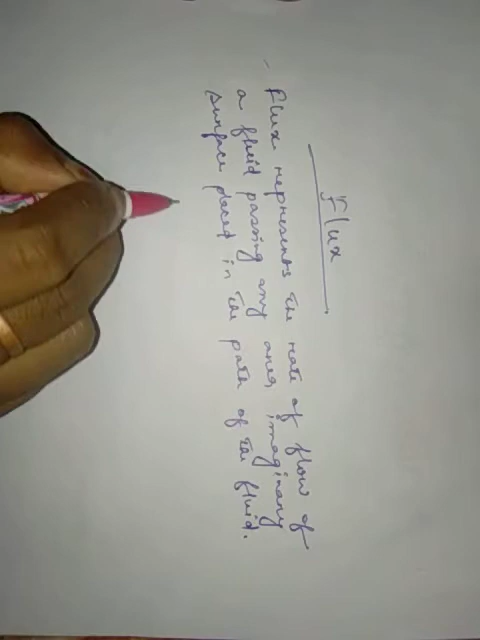 Flux
- Flux represents the rate of flow of
a fluid passing any area, imaginary
surface placed in the path of the fluid.